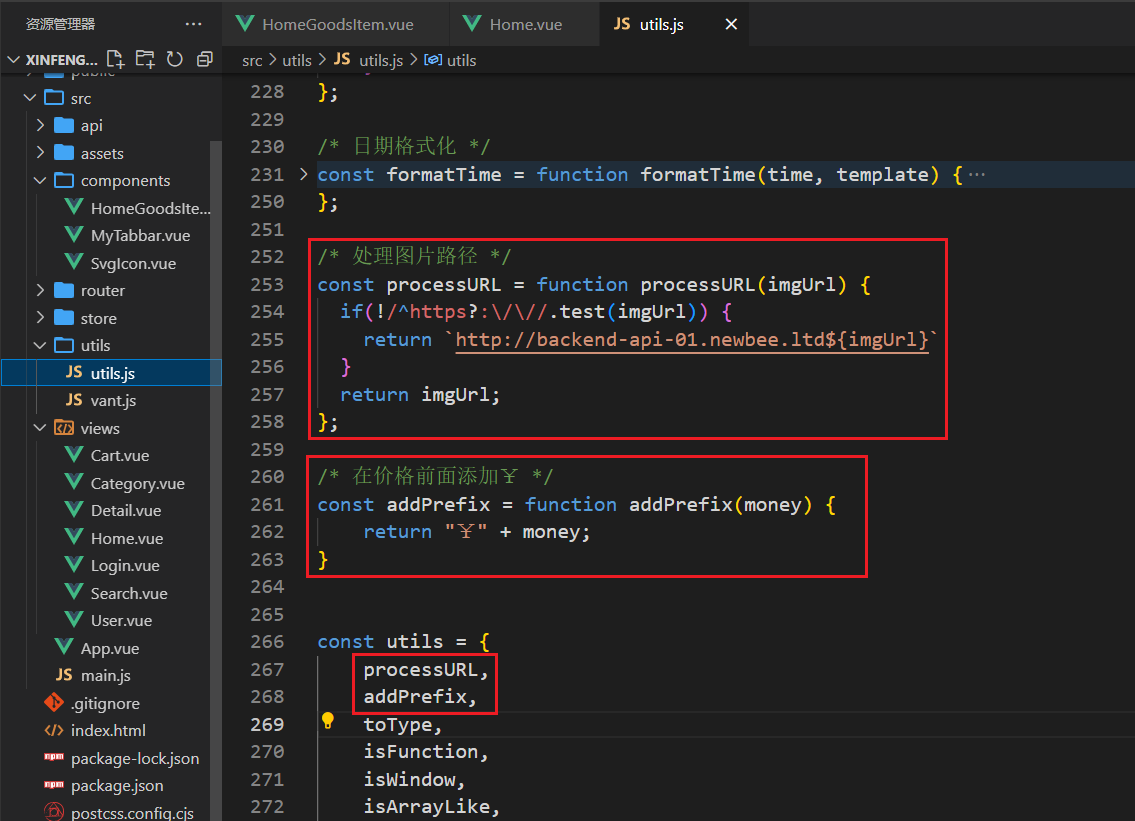 资源管理器 ···
HomeGoodsItem.vue Home.vue JS utils.js ×
XINFENG...
src > utils > JS utils.js > utils
public
src
api
assets
components
HomeGoodsIte...
MyTabbar.vue
SvgIcon.vue
router
store
utils
JS utils.js
JS vant.js
views
Cart.vue
Category.vue
Detail.vue
Home.vue
Login.vue
Search.vue
User.vue
App.vue
JS main.js
.gitignore
index.html
package-lock.json
package.json
postcss.config.cjs
228 };
229
230 /* 日期格式化 */
231 const formatTime = function formatTime(time, template) {···
250 };
251
252 /* 处理图片路径 */
253 const processURL = function processURL(imgUrl) {
254 if(!/^https?:\/\//.test(imgUrl)) {
255 return `http://backend-api-01.newbee.ltd${imgUrl}`
256 }
257 return imgUrl;
258 };
259
260 /* 在价格前面添加￥ */
261 const addPrefix = function addPrefix(money) {
262 return "￥" + money;
263 }
264
265
266 const utils = {
267 processURL,
268 addPrefix,
269 toType,
270 isFunction,
271 isWindow,
272 isArrayLike,